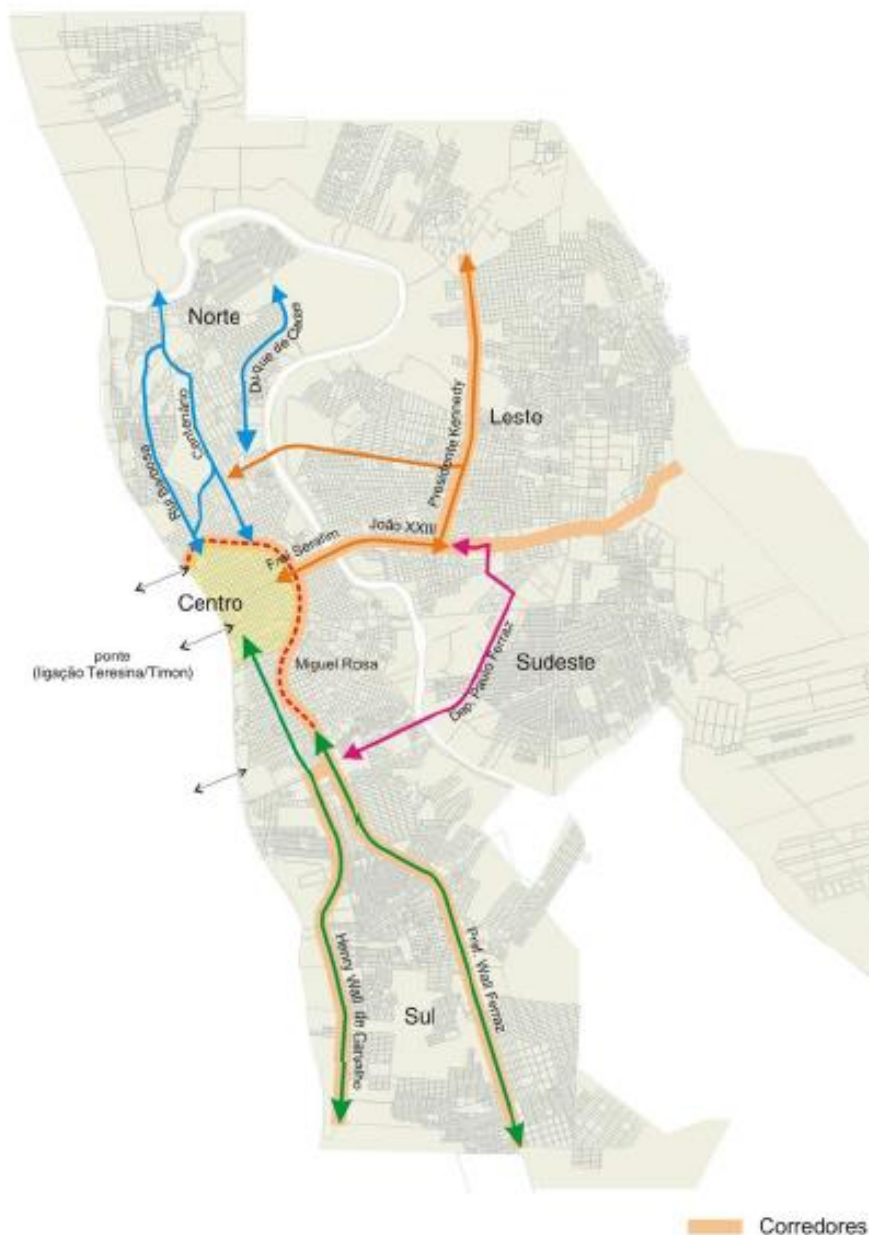 Norte
Duque de Caxias
Centenário
Rui Barbosa
Leste
Presidente Kennedy
João XXIII
Frei Serafim
Centro
ponte
(ligação Teresina/Timon)
Miguel Rosa
Sudeste
Dep. Paulo Ferraz
Henry Wall de Carvalho
Pref. Wall Ferraz
Sul
Corredores